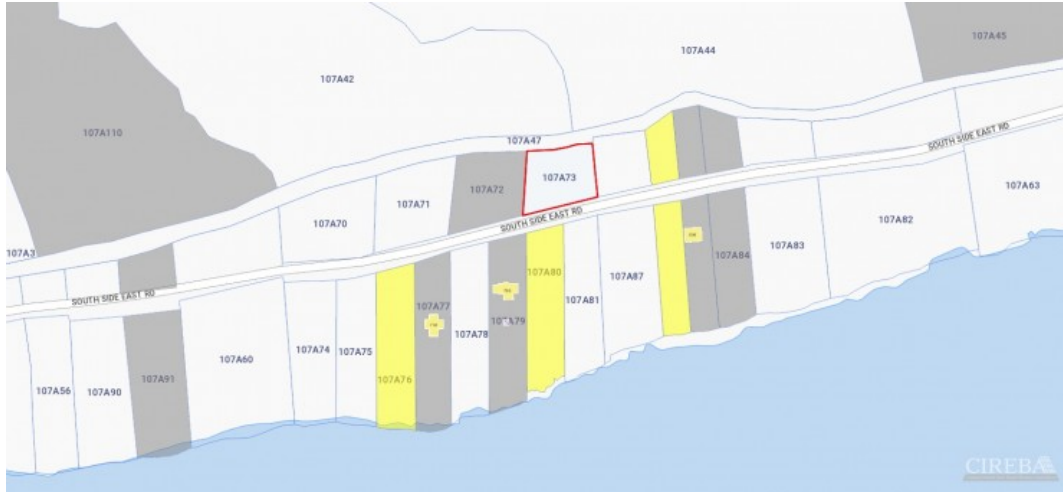 107A45
107A44
107A42
107A110
107A47
SOUTH SIDE EAST RD
107A73
107A72
107A63
107A71
107A70
107A82
SOUTH SIDE EAST RD
107A3
107A83
107A84
107A80
107A87
107A77
SOUTH SIDE EAST RD
107A81
107A79
107A78
107A75
107A74
107A60
107A76
107A91
107A90
107A56
CIREBA